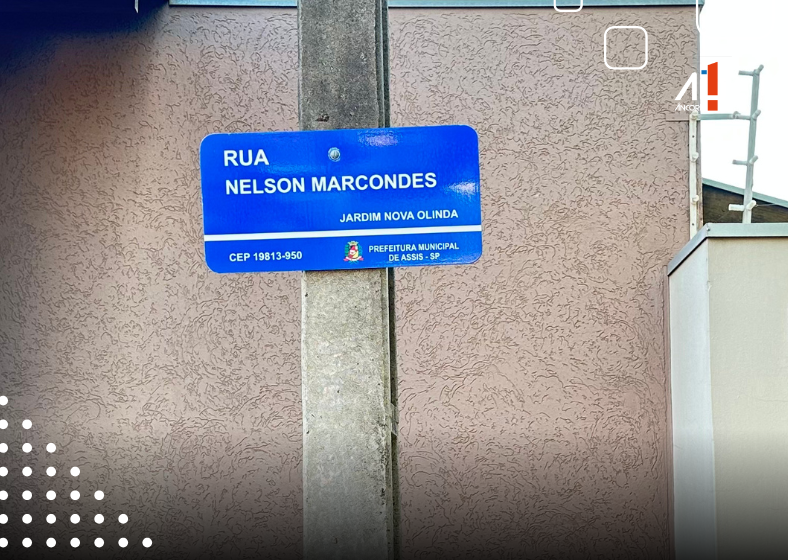 RUA
NELSON MARCONDES
JARDIM NOVA OLINDA
CEP 19813-950
PREFEITURA MUNICIPAL
DE ASSIS - SP